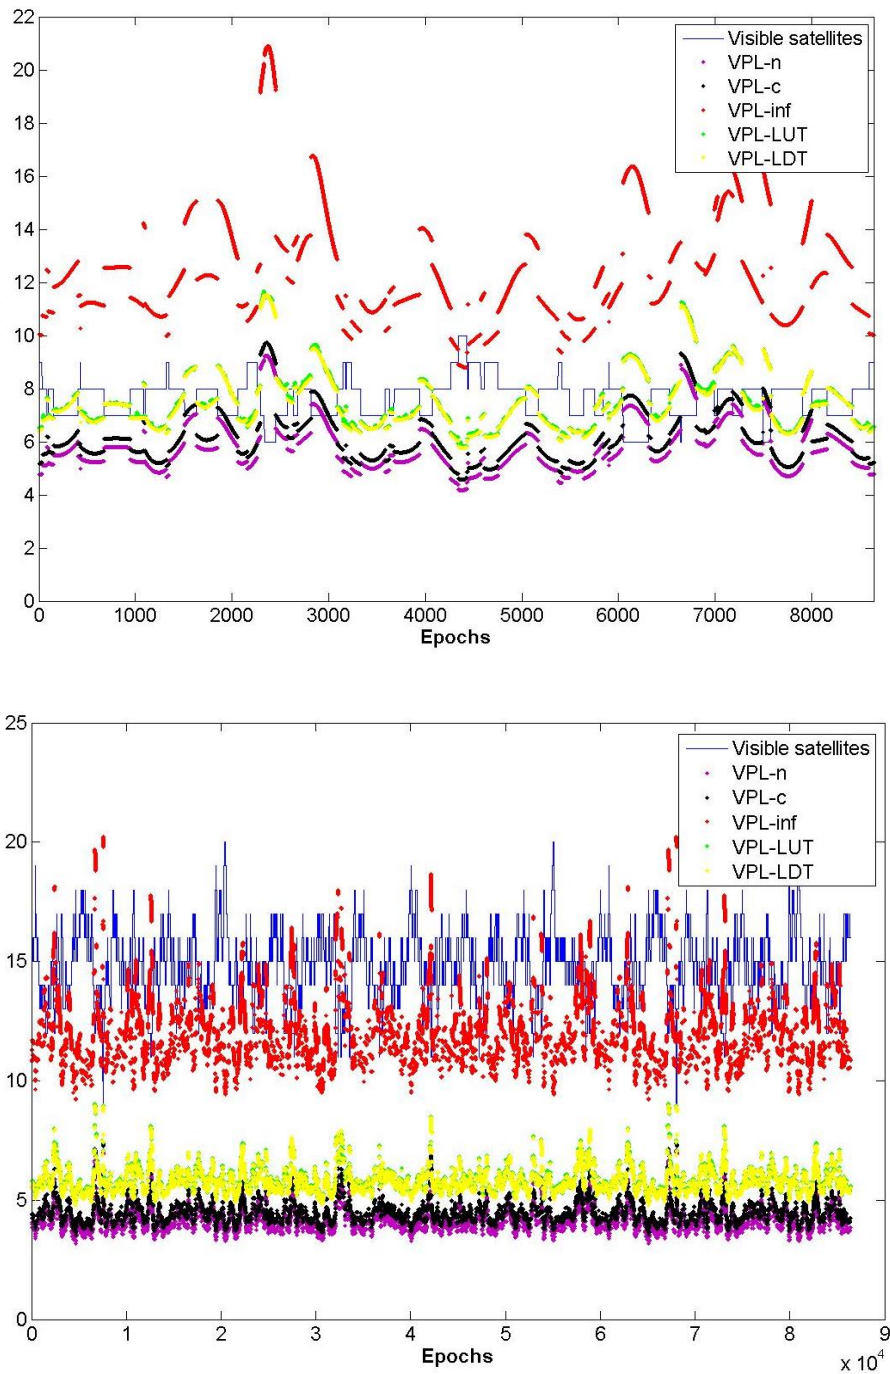 22
20
18
16
14
12
10
8
6
4
2
0
Visible satellites
VPL-n
VPL-c
VPL-inf
VPL-LUT
VPL-LDT
0 1000 2000 3000 4000 5000 6000 7000 8000
Epochs
25
20
15
10
5
0
Visible satellites
VPL-n
VPL-c
VPL-inf
VPL-LUT
VPL-LDT
0 1 2 3 4 5 6 7 8 9
Epochs
x 10⁴